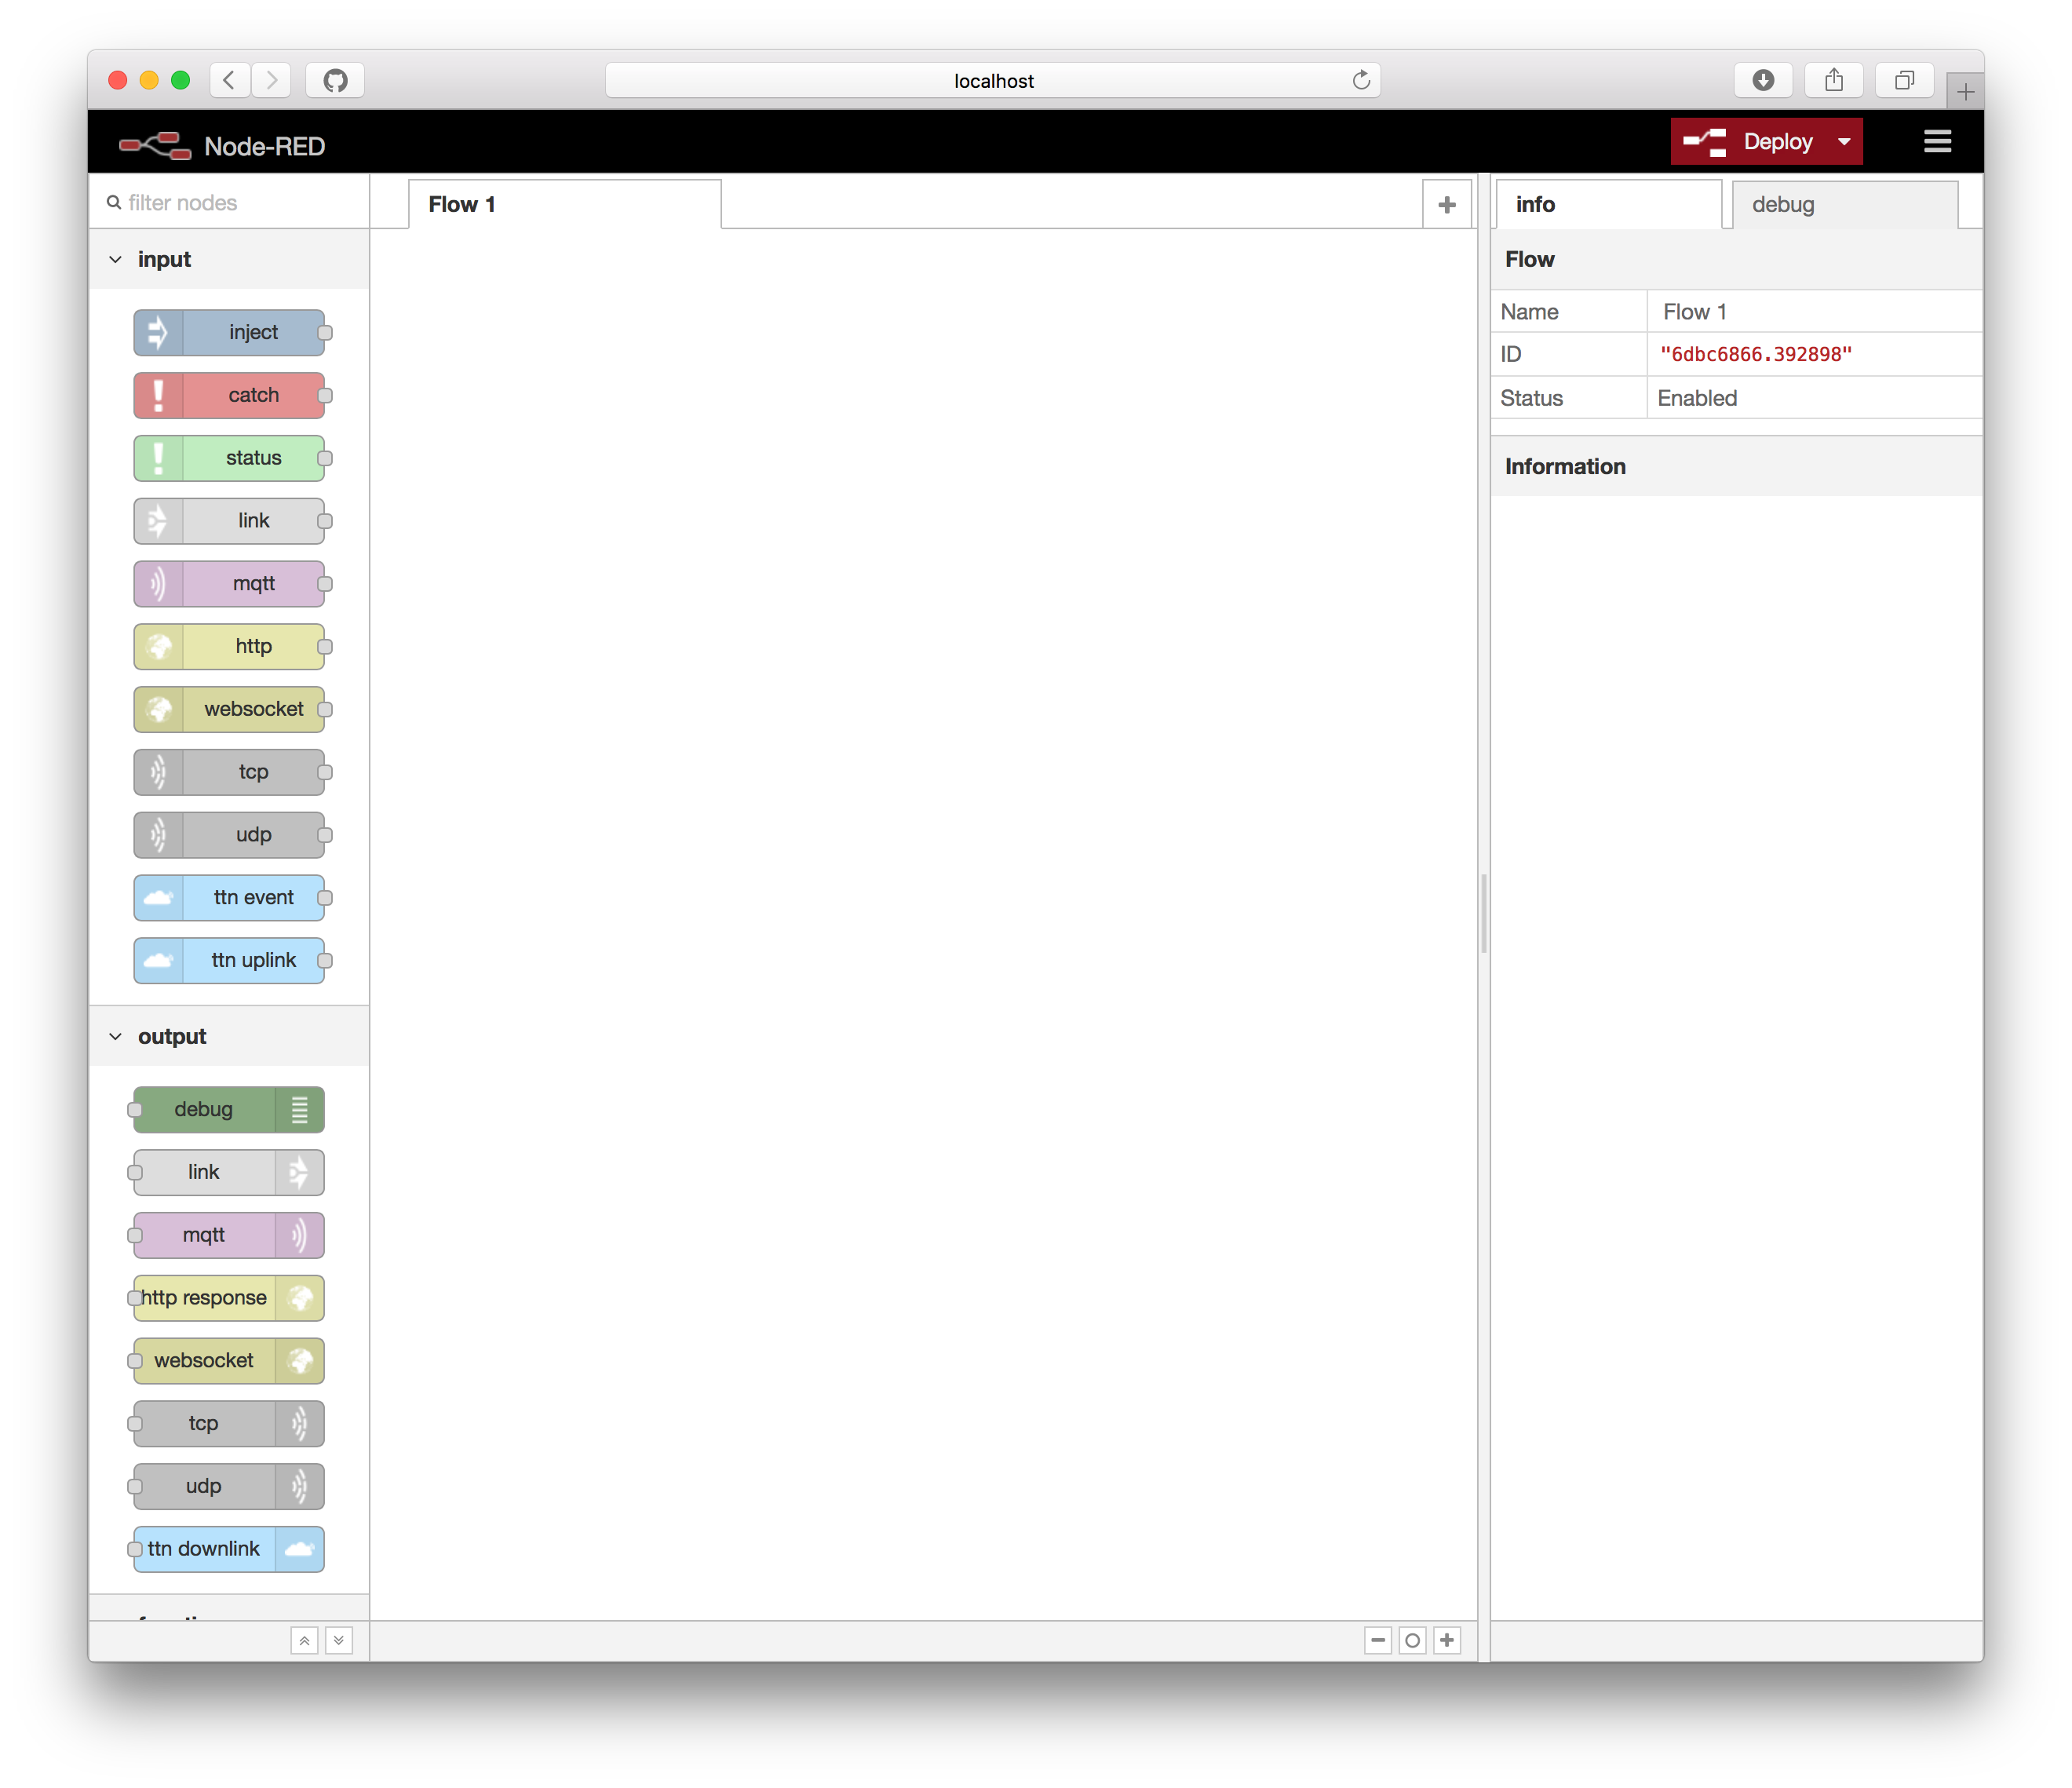 localhost
Node-RED
Deploy
filter nodes
input
inject
catch
status
link
mqtt
http
websocket
tcp
udp
ttn event
ttn uplink
output
debug
link
mqtt
http response
websocket
tcp
udp
ttn downlink
Flow 1
info
debug
Flow
Name Flow 1
ID "6dbc6866.392898"
Status Enabled
Information